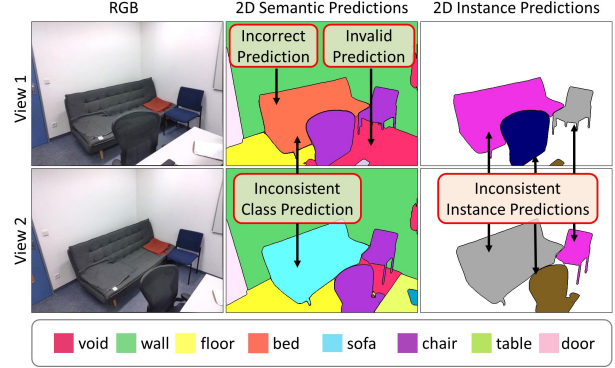 RGB
2D Semantic Predictions
2D Instance Predictions
View 1
Incorrect
Prediction
Invalid
Prediction
View 2
Inconsistent
Class Prediction
Inconsistent
Instance Predictions
void
wall
floor
bed
sofa
chair
table
door